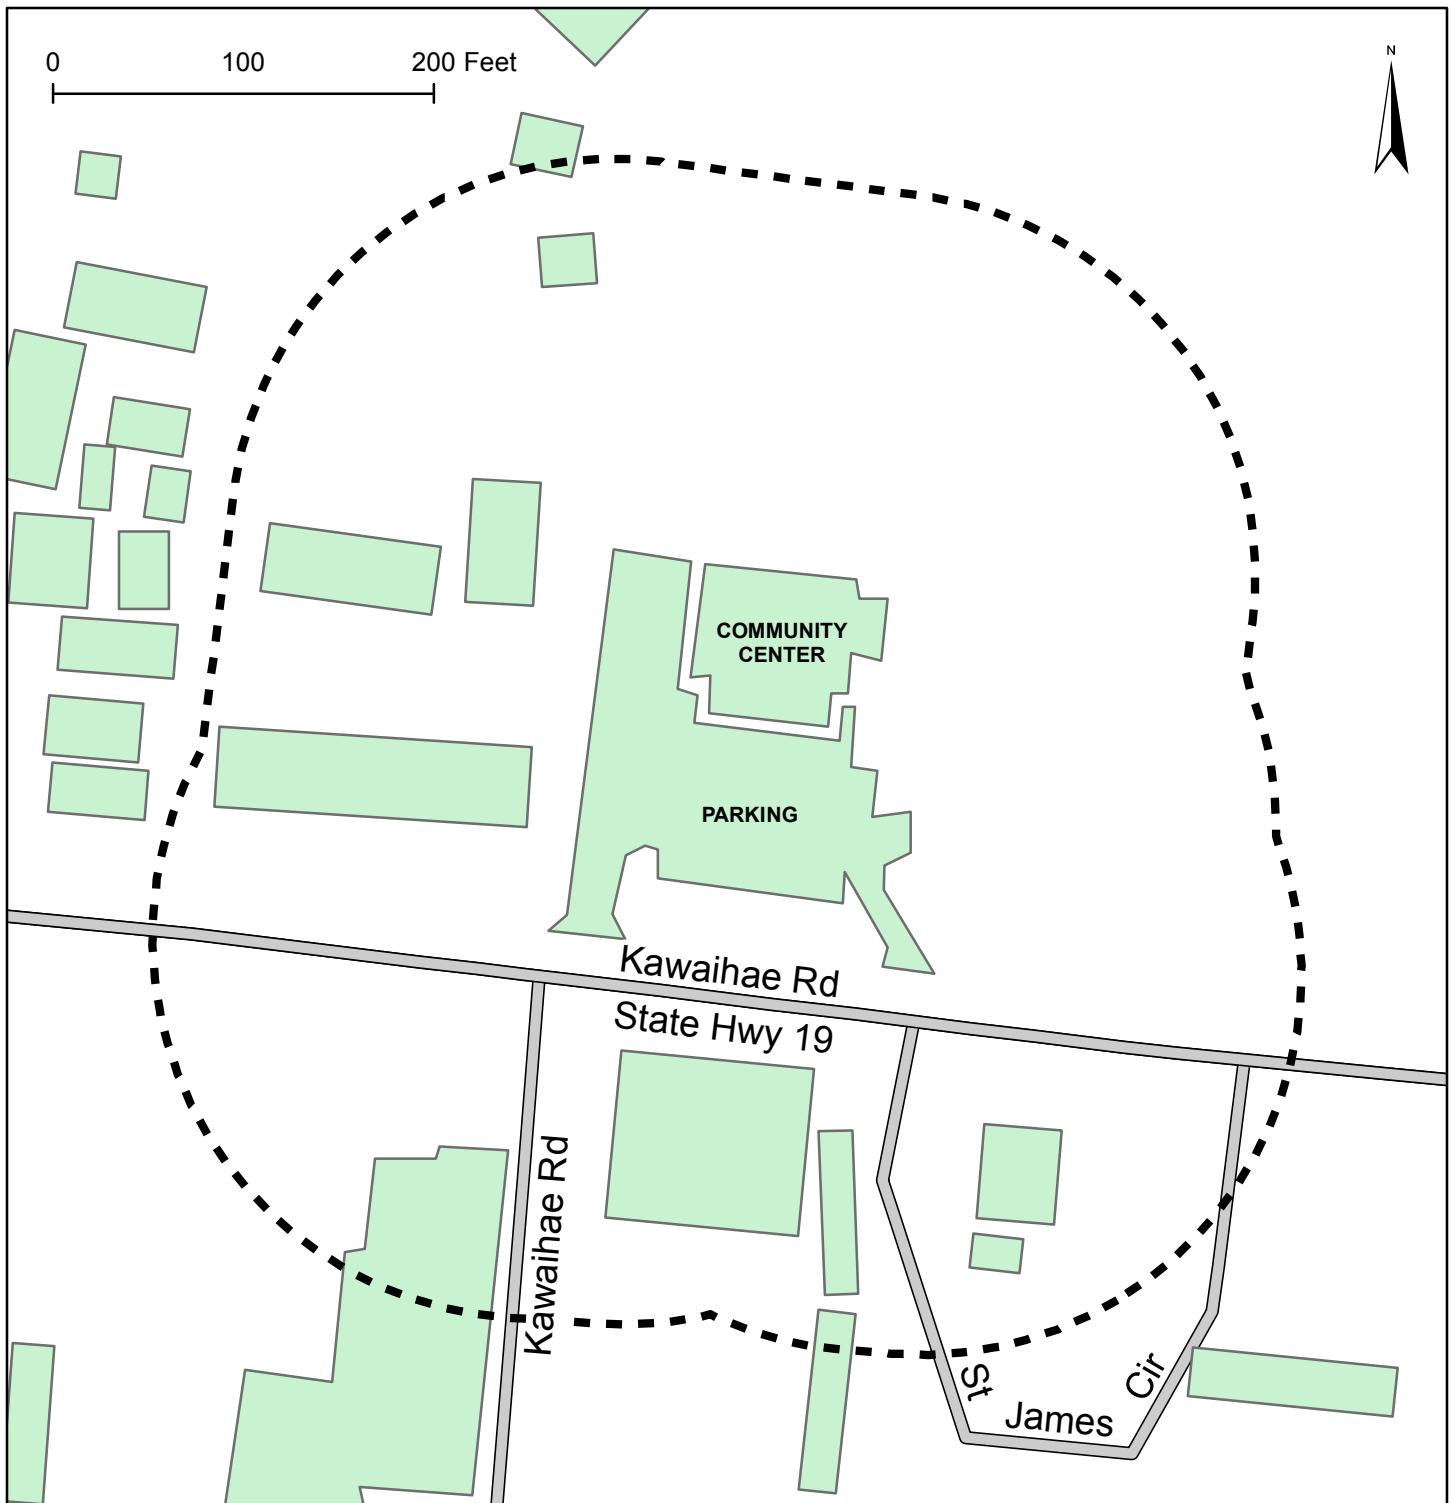 0 100 200 Feet
N
COMMUNITY
CENTER
PARKING
Kawaihae Rd
State Hwy 19
Kawaihae Rd
St
James
Cir